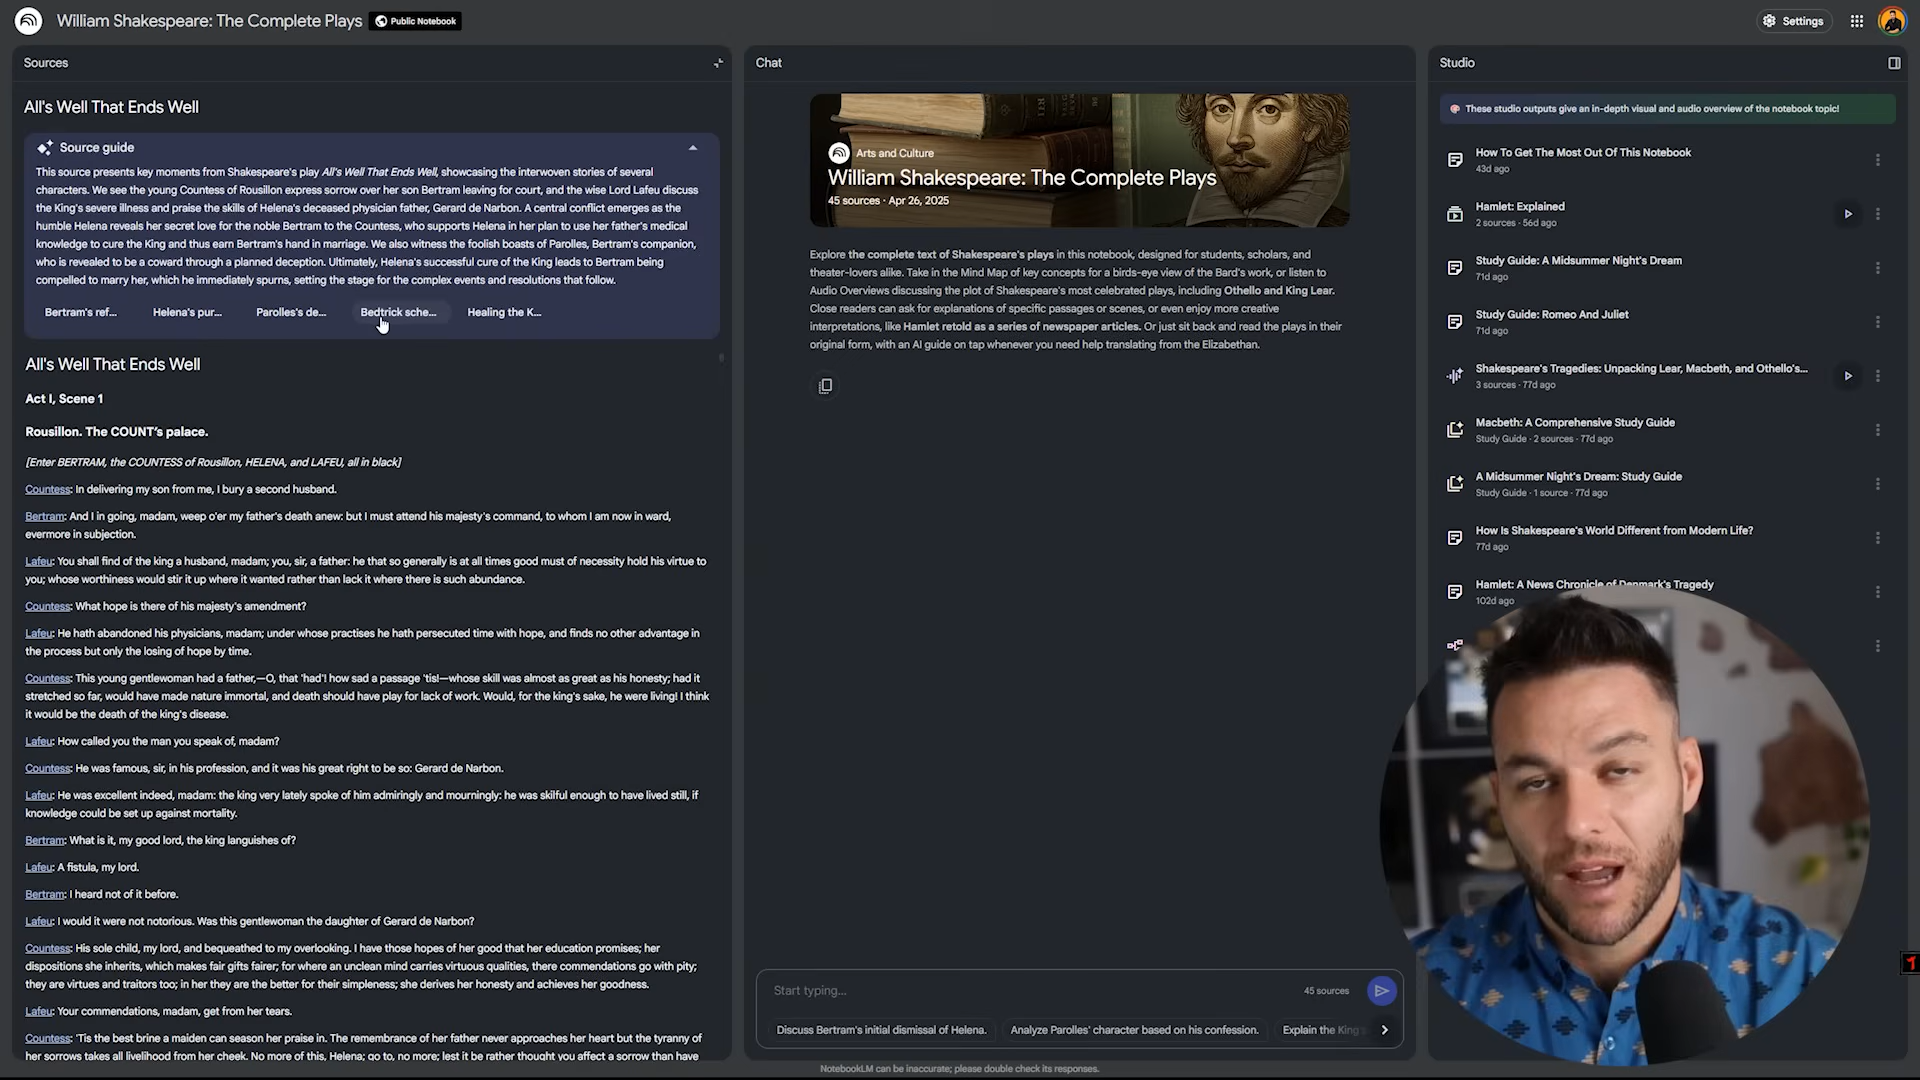 William Shakespeare: The Complete Plays
Public Notebook
Settings
Sources
All's Well That Ends Well
Source guide
This source presents key moments from Shakespeare's play All's Well That Ends Well, showcasing the interwoven stories of several
characters. We see the young Countess of Rousillon express sorrow over her son Bertram leaving for court, and the wise Lord Lafeu discuss
the King's severe illness and praise the skills of Helena's deceased physician father, Gerard de Narbon. A central conflict emerges as the
humble Helena reveals her secret love for the noble Bertram to the Countess, who supports Helena in her plan to use her father's medical
knowledge to cure the King and thus earn Bertram's hand in marriage. We also witness the foolish boasts of Parolles, Bertram's companion,
who is revealed to be a coward through a planned deception. Ultimately, Helena's successful cure of the King leads to Bertram being
compelled to marry her, which he immediately spurns, setting the stage for the complex events and resolutions that follow.
Bertram's ref...
Helena's pur...
Parolles's de...
Bedtrick sche...
Healing the K...
All's Well That Ends Well
Act I, Scene 1
Rousillon. The COUNT's palace.
[Enter BERTRAM, the COUNTESS of Rousillon, HELENA, and LAFEU, all in black]
Countess: In delivering my son from me, I bury a second husband.
Bertram: And I in going, madam, weep o'er my father's death anew: but I must attend his majesty's command, to whom I am now in ward,
evermore in subjection.
Lafeu: You shall find of the king a husband, madam; you, sir, a father: he that so generally is at all times good must of necessity hold his virtue to
you; whose worthiness would stir it up where it wanted rather than lack it where there is such abundance.
Countess: What hope is there of his majesty's amendment?
Lafeu: He hath abandoned his physicians, madam; under whose practises he hath persecuted time with hope, and finds no other advantage in
the process but only the losing of hope by time.
Countess: This young gentlewoman had a father,—O, that 'had'! how sad a passage 'tis!—whose skill was almost as great as his honesty; had it
stretched so far, would have made nature immortal, and death should have play for lack of work. Would, for the king's sake, he were living! I think
it would be the death of the king's disease.
Lafeu: How called you the man you speak of, madam?
Countess: He was famous, sir, in his profession, and it was his great right to be so: Gerard de Narbon.
Lafeu: He was excellent indeed, madam: the king very lately spoke of him admiringly and mourningly: he was skilful enough to have lived still, if
knowledge could be set up against mortality.
Bertram: What is it, my good lord, the king languishes of?
Lafeu: A fistula, my lord.
Bertram: I heard not of it before.
Lafeu: I would it were not notorious. Was this gentlewoman the daughter of Gerard de Narbon?
Countess: His sole child, my lord, and bequeathed to my overlooking. I have those hopes of her good that her education promises; her
dispositions she inherits, which makes fair gifts fairer; for where an unclean mind carries virtuous qualities, there commendations go with pity;
they are virtues and traitors too; in her they are the better for their simpleness; she derives her honesty and achieves her goodness.
Lafeu: Your commendations, madam, get from her tears.
Countess: 'Tis the best brine a maiden can season her praise in. The remembrance of her father never approaches her heart but the tyranny of
her sorrows takes all livelihood from her cheek. No more of this, Helena; go to, no more; lest it be rather thought you affect a sorrow than have
Chat
Arts and Culture
William Shakespeare: The Complete Plays
45 sources · Apr 26, 2025
Explore the complete text of Shakespeare's plays in this notebook, designed for students, scholars, and
theater-lovers alike. Take in the Mind Map of key concepts for a birds-eye view of the Bard's work, or listen to
Audio Overviews discussing the plot of Shakespeare's most celebrated plays, including Othello and King Lear.
Close readers can ask for explanations of specific passages or scenes, or even enjoy more creative
interpretations, like Hamlet retold as a series of newspaper articles. Or just sit back and read the plays in their
original form, with an AI guide on tap whenever you need help translating from the Elizabethan.
Start typing...
45 sources
Discuss Bertram's initial dismissal of Helena.
Analyze Parolles' character based on his confession.
Explain the King's
NotebookLM can be inaccurate; please double check its responses.
Studio
These studio outputs give an in-depth visual and audio overview of the notebook topic!
How To Get The Most Out Of This Notebook
43d ago
Hamlet: Explained
2 sources · 56d ago
Study Guide: A Midsummer Night's Dream
71d ago
Study Guide: Romeo And Juliet
71d ago
Shakespeare's Tragedies: Unpacking Lear, Macbeth, and Othello's...
3 sources · 77d ago
Macbeth: A Comprehensive Study Guide
Study Guide · 2 sources · 77d ago
A Midsummer Night's Dream: Study Guide
Study Guide · 1 source · 77d ago
How Is Shakespeare's World Different from Modern Life?
77d ago
Hamlet: A News Chronicle of Denmark's Tragedy
102d ago